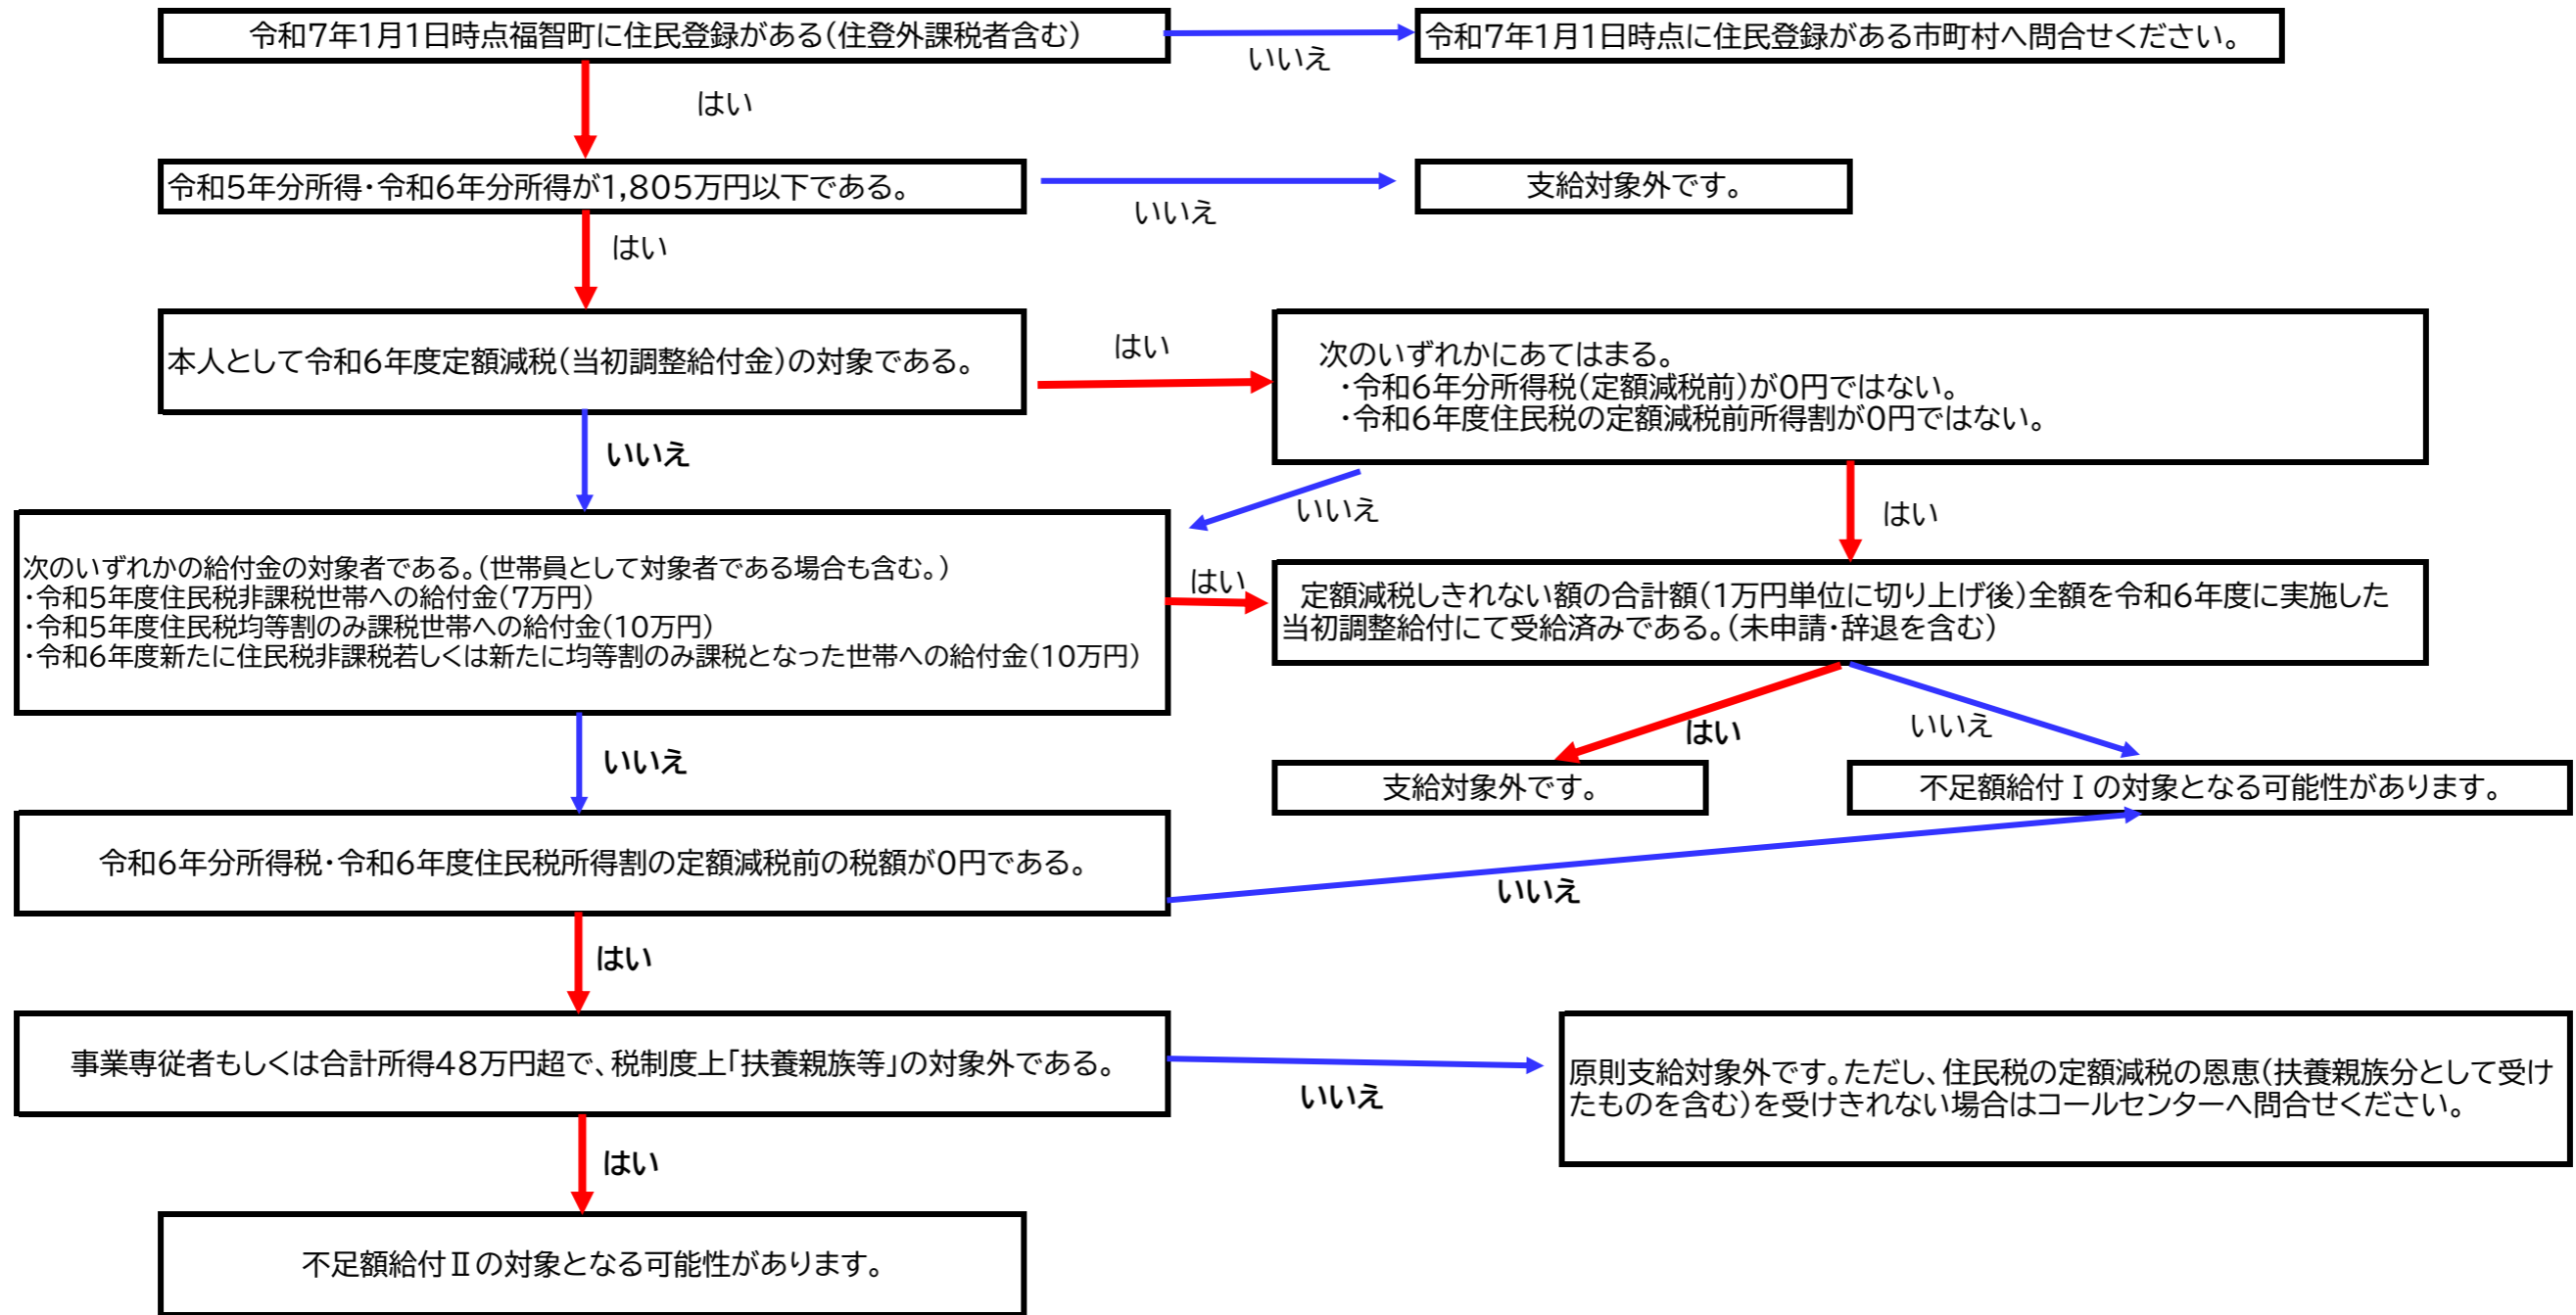 令和7年1月1日時点福智町に住民登録がある(住登外課税者含む)
いいえ
令和7年1月1日時点に住民登録がある市町村へ問合せください。
はい
令和5年分所得・令和6年分所得が1,805万円以下である。
いいえ
支給対象外です。
はい
本人として令和6年度定額減税(当初調整給付金)の対象である。
はい
次のいずれかにあてはまる。
・令和6年分所得税(定額減税前)が0円ではない。
・令和6年度住民税の定額減税前所得割が0円ではない。
いいえ
いいえ
はい
次のいずれかの給付金の対象者である。(世帯員として対象者である場合も含む。)
・令和5年度住民税非課税世帯への給付金(7万円)
・令和5年度住民税均等割のみ課税世帯への給付金(10万円)
・令和6年度新たに住民税非課税若しくは新たに均等割のみ課税となった世帯への給付金(10万円)
はい
定額減税しきれない額の合計額(1万円単位に切り上げ後)全額を令和6年度に実施した
当初調整給付にて受給済みである。(未申請・辞退を含む)
はい
いいえ
いいえ
支給対象外です。
不足額給付Ⅰの対象となる可能性があります。
令和6年分所得税・令和6年度住民税所得割の定額減税前の税額が0円である。
いいえ
はい
事業専従者もしくは合計所得48万円超で、税制度上「扶養親族等」の対象外である。
いいえ
原則支給対象外です。ただし、住民税の定額減税の恩恵(扶養親族分として受け
たものを含む)を受けきれない場合はコールセンターへ問合せください。
はい
不足額給付Ⅱの対象となる可能性があります。